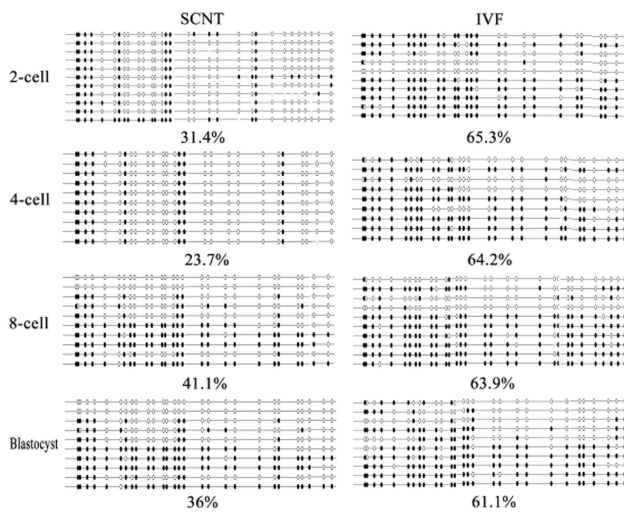 SCNT IVF
2-cell
31.4% 65.3%
4-cell
23.7% 64.2%
8-cell
41.1% 63.9%
Blastocyst
36% 61.1%